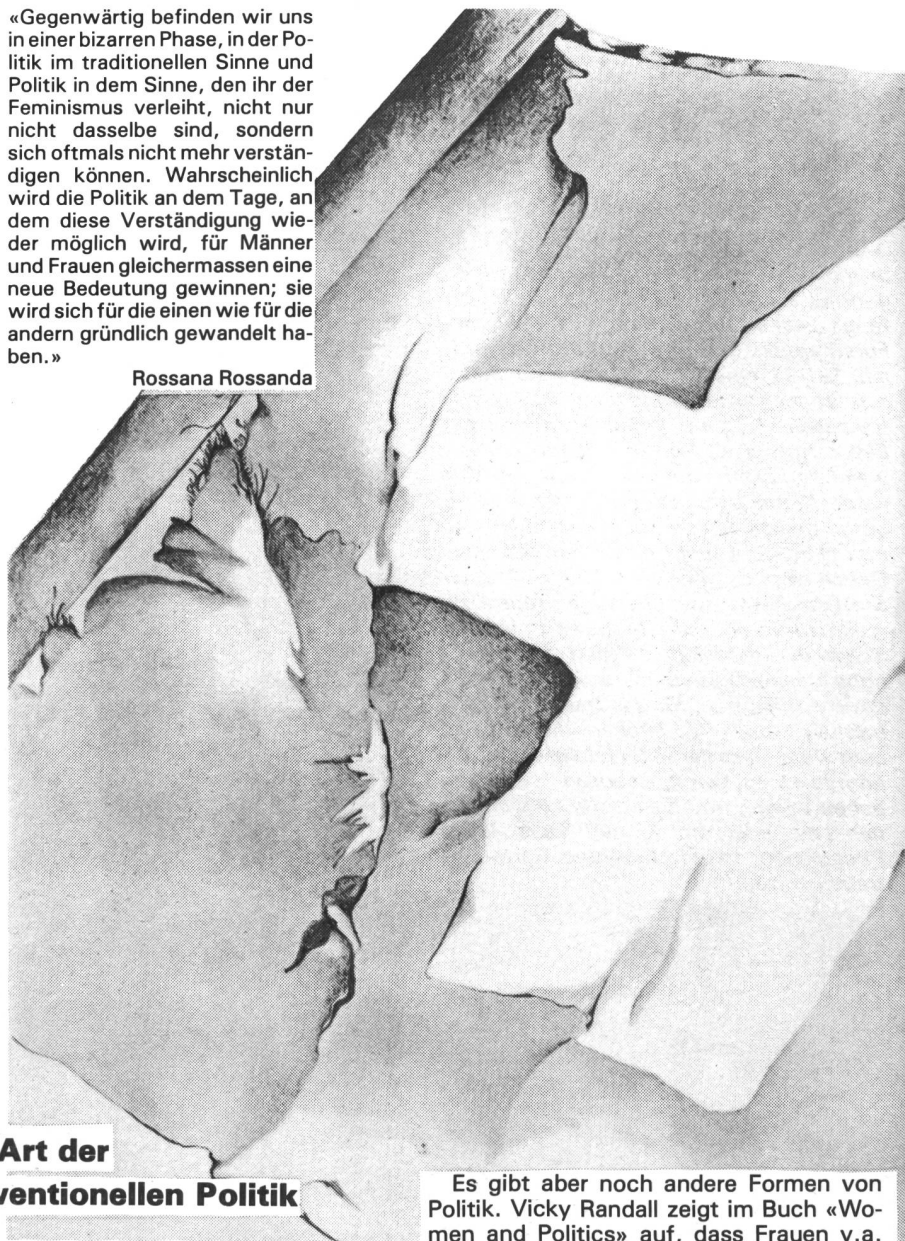 «Gegenwärtig befinden wir uns
in einer bizarren Phase, in der Po-
litik im traditionellen Sinne und
Politik in dem Sinne, den ihr der
Feminismus verleiht, nicht nur
nicht dasselbe sind, sondern
sich oftmals nicht mehr verstän-
digen können. Wahrscheinlich
wird die Politik an dem Tage, an
dem diese Verständigung wie-
der möglich wird, für Männer
und Frauen gleichermassen eine
neue Bedeutung gewinnen; sie
wird sich für die einen wie für die
andern gründlich gewandelt ha-
ben.»
Rossana Rossanda
Art der
ventionellen Politik
Es gibt aber noch andere Formen von
Politik. Vicky Randall zeigt im Buch «Wo-
men and Politics» auf, dass Frauen v.a.